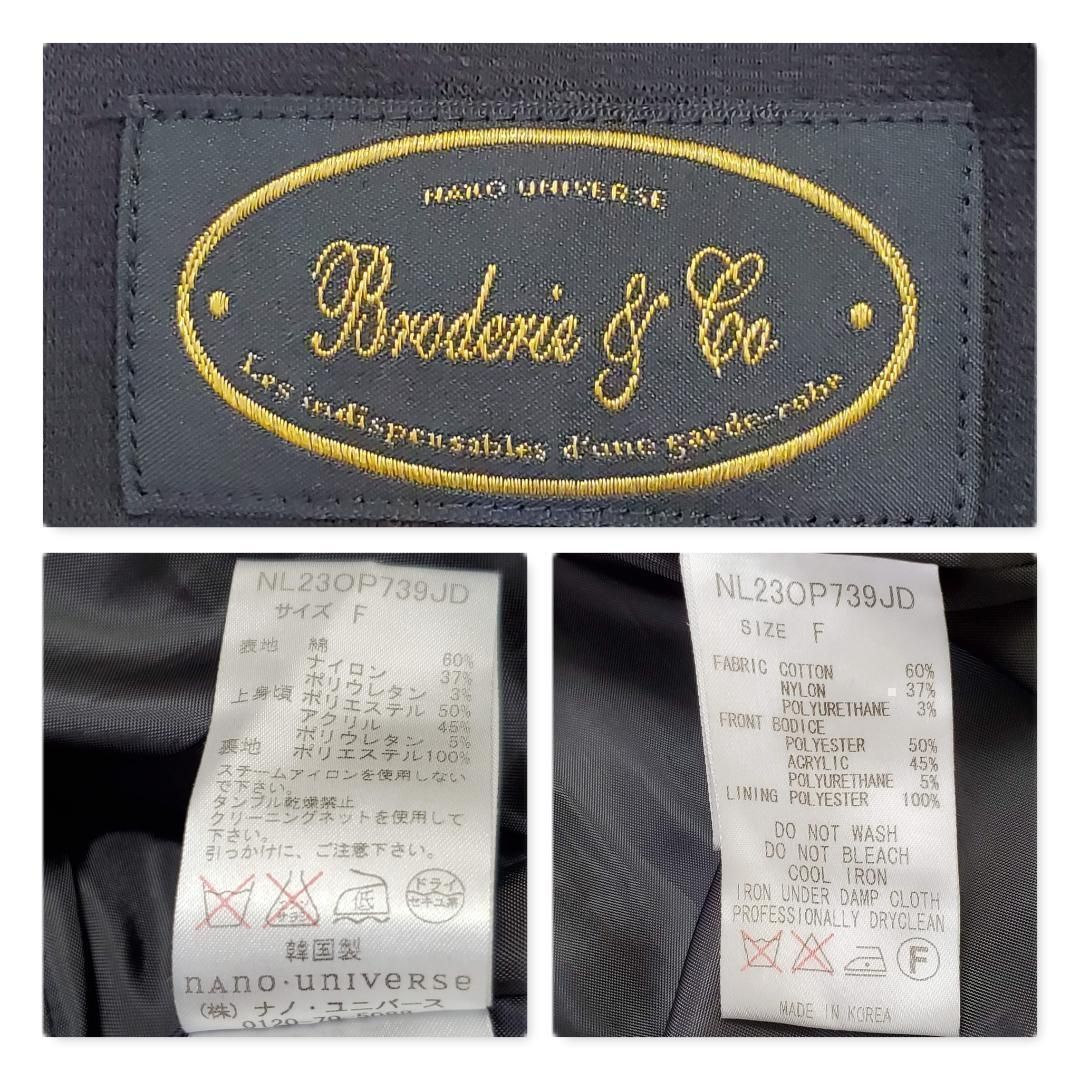 NANO UNIVERSE
Broderie & Co
Les indispensables d'une garde-robe
NL23OP739JD
サイズ F
表地 綿 60%
ナイロン 37%
ポリウレタン 3%
上身頃 ポリエステル 50%
アクリル 45%
ポリウレタン 5%
裏地 ポリエステル100%
スチームアイロンを使用しない
で下さい。
タンブル乾燥禁止
クリーニングネットを使用して
下さい。
引っかけに、ご注意下さい。
サラシ
低
ドライ
セキユ系
韓国製
nano・universe
(株) ナノ・ユニバース
NL23OP739JD
SIZE F
FABRIC COTTON 60%
NYLON 37%
POLYURETHANE 3%
FRONT BODICE
POLYESTER 50%
ACRYLIC 45%
POLYURETHANE 5%
LINING POLYESTER 100%
DO NOT WASH
DO NOT BLEACH
COOL IRON
IRON UNDER DAMP CLOTH
PROFESSIONALLY DRYCLEAN
F
MADE IN KOREA